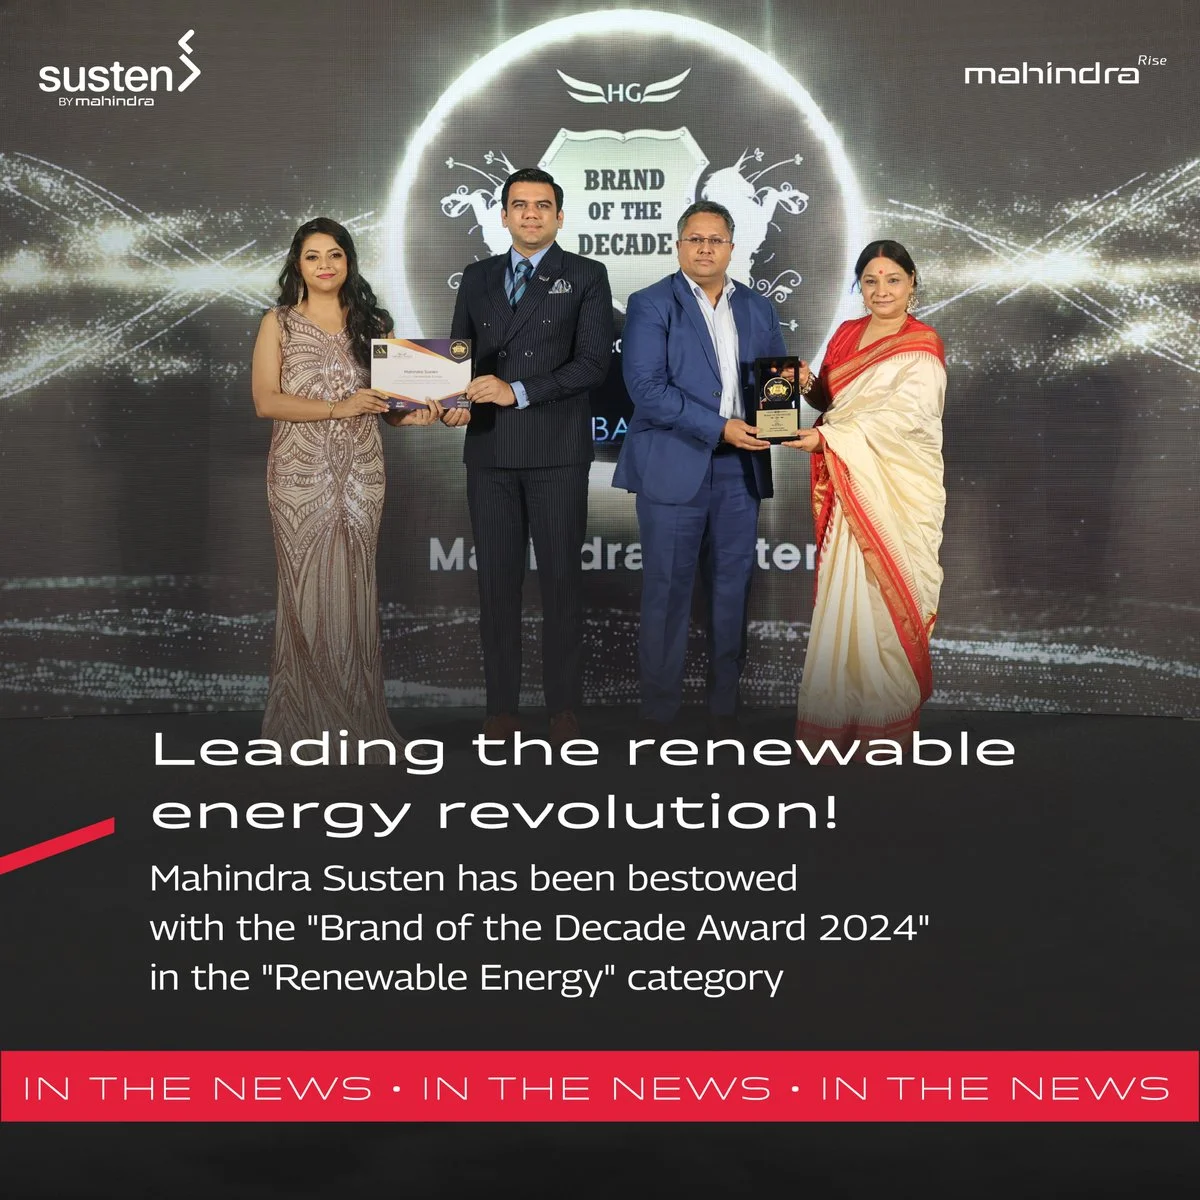 susten
BY mahindra
mahindra Rise
HG
BRAND
OF THE
DECADE
Mahindra Susten
Leading the renewable
energy revolution!
Mahindra Susten has been bestowed
with the "Brand of the Decade Award 2024"
in the "Renewable Energy" category
IN THE NEWS • IN THE NEWS • IN THE NEWS